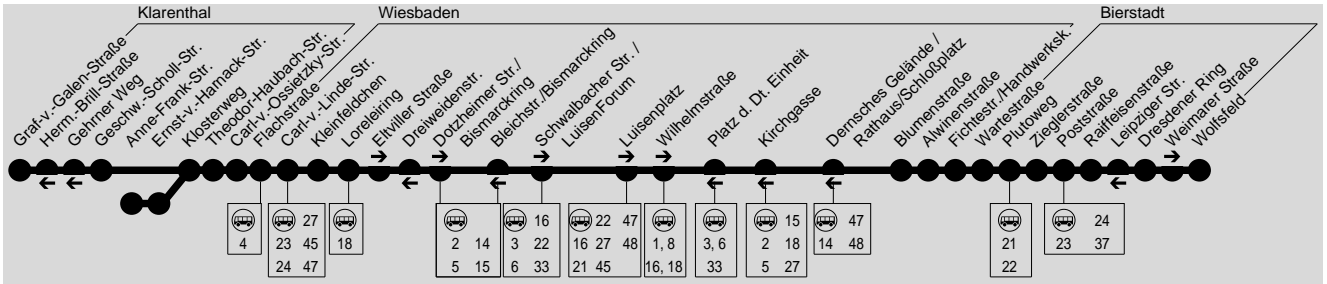 Klarenthal
Wiesbaden
Bierstadt
Graf-v.-Galen-Straße
Herm.-Brill-Straße
Gehrner Weg
Geschw.-Scholl-Str.
Anne-Frank-Str.
Ernst-v.-Harnack-Str.
Klosterweg
Theodor-Haubach-Str.
Carl-v.-Ossietzky-Str.
Flachstraße
Carl-v.-Linde-Str.
Kleinfeldchen
Loreleiring
Eltviller Straße
Dreiweidenstr.
Dotzheimer Str./
Bismarckring
Bleichstr./Bismarckring
Schwalbacher Str. /
LuisenForum
Luisenplatz
Wilhelmstraße
Platz d. Dt. Einheit
Kirchgasse
Dernsches Gelände /
Rathaus/Schloßplatz
Blumenstraße
Alwinenstraße
Fichtestr./Handwerksk.
Wartestraße
Plutoweg
Zieglerstraße
Poststraße
Raiffeisenstraße
Leipziger Str.
Dresdener Ring
Weimarer Straße
Wolfsfeld
4
27
23 45
24 47
18
2 14
5 15
16
3 22
6 33
22 47
16 27 48
21 45
1, 8
16, 18
3, 6
33
15
2 18
5 27
47
14 48
21
22
24
23 37